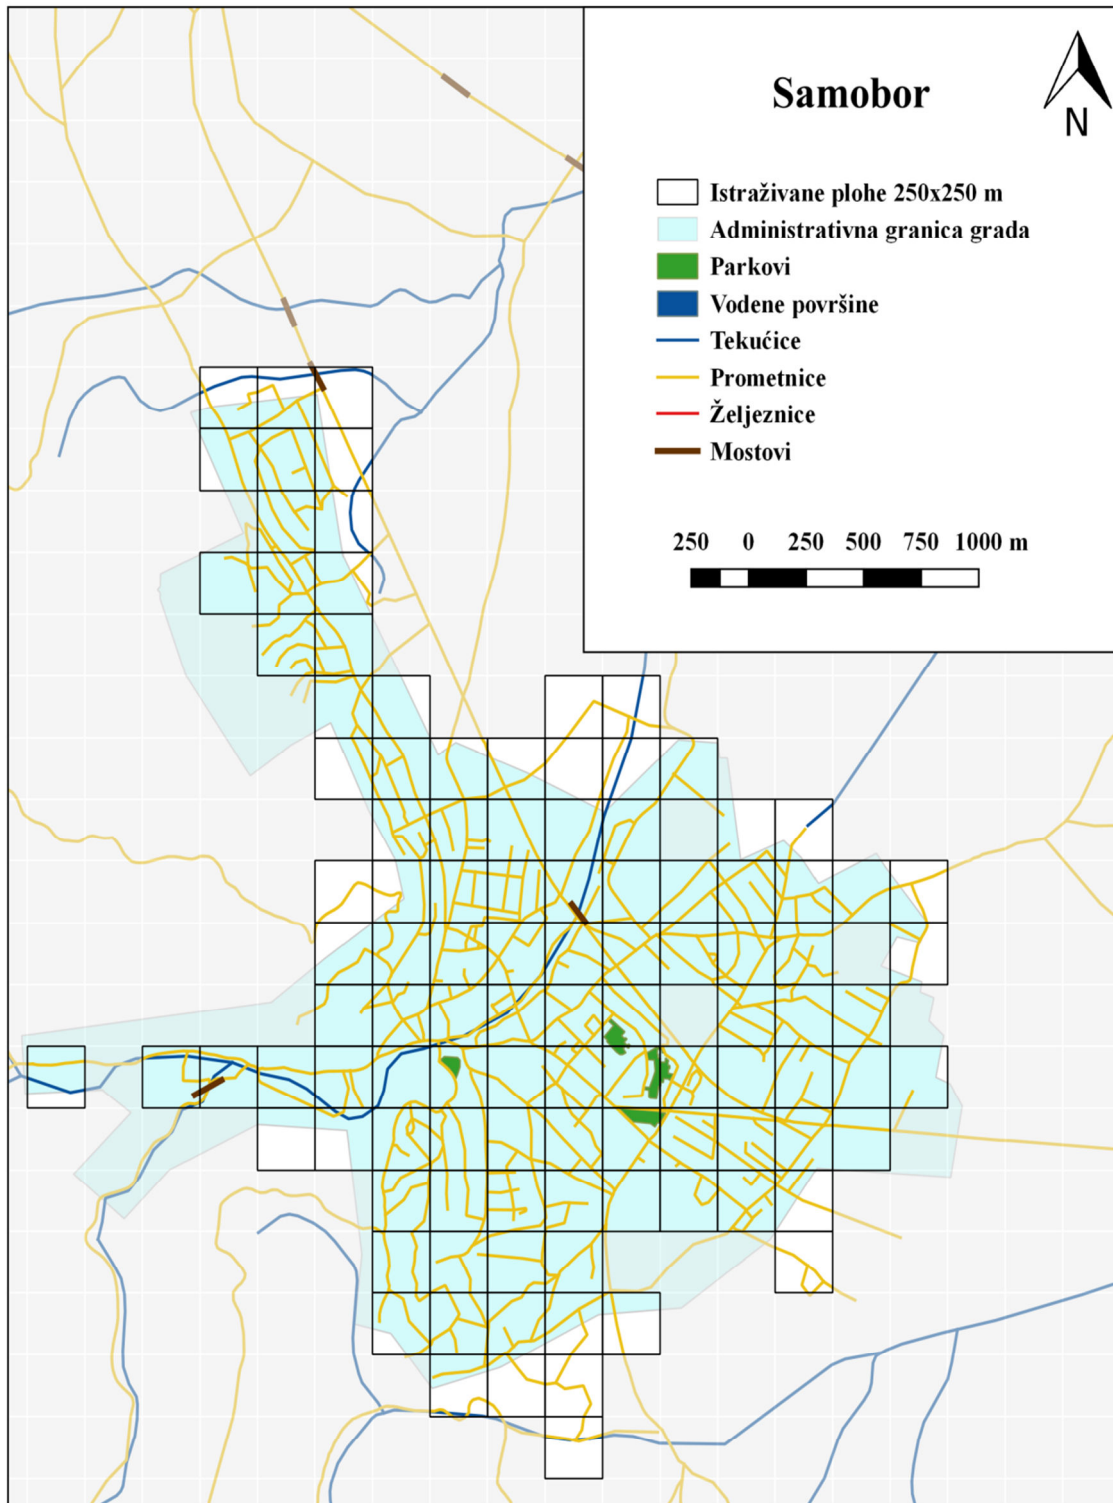 Samobor
N
Istraživane plohe 250x250 m
Administrativna granica grada
Parkovi
Vodene površine
Tekućice
Prometnice
Željeznice
Mostovi
250 0 250 500 750 1000 m